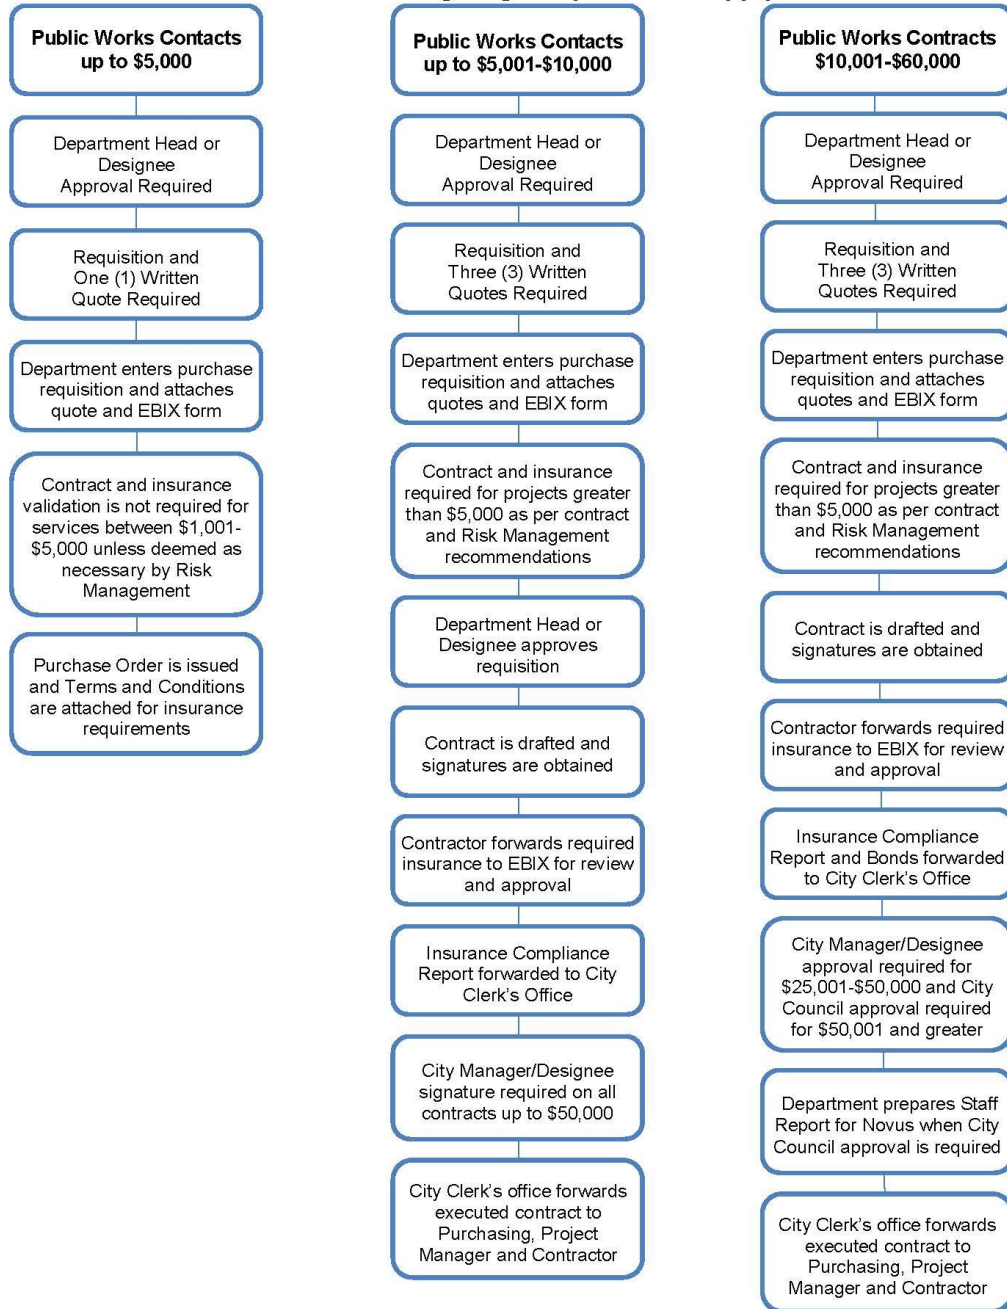 Public Works Contacts
up to $5,000
Department Head or
Designee
Approval Required
Requisition and
One (1) Written
Quote Required
Department enters purchase
requisition and attaches
quote and EBIX form
Contract and insurance
validation is not required for
services between $1,001-
$5,000 unless deemed as
necessary by Risk
Management
Purchase Order is issued
and Terms and Conditions
are attached for insurance
requirements
Public Works Contacts
up to $5,001-$10,000
Department Head or
Designee
Approval Required
Requisition and
Three (3) Written
Quotes Required
Department enters purchase
requisition and attaches
quotes and EBIX form
Contract and insurance
required for projects greater
than $5,000 as per contract
and Risk Management
recommendations
Department Head or
Designee approves
requisition
Contract is drafted and
signatures are obtained
Contractor forwards required
insurance to EBIX for review
and approval
Insurance Compliance
Report forwarded to City
Clerk's Office
City Manager/Designee
signature required on all
contracts up to $50,000
City Clerk's office forwards
executed contract to
Purchasing, Project
Manager and Contractor
Public Works Contracts
$10,001-$60,000
Department Head or
Designee
Approval Required
Requisition and
Three (3) Written
Quotes Required
Department enters purchase
requisition and attaches
quotes and EBIX form
Contract and insurance
required for projects greater
than $5,000 as per contract
and Risk Management
recommendations
Contract is drafted and
signatures are obtained
Contractor forwards required
insurance to EBIX for review
and approval
Insurance Compliance
Report and Bonds forwarded
to City Clerk's Office
City Manager/Designee
approval required for
$25,001-$50,000 and City
Council approval required
for $50,001 and greater
Department prepares Staff
Report for Novus when City
Council approval is required
City Clerk's office forwards
executed contract to
Purchasing, Project
Manager and Contractor